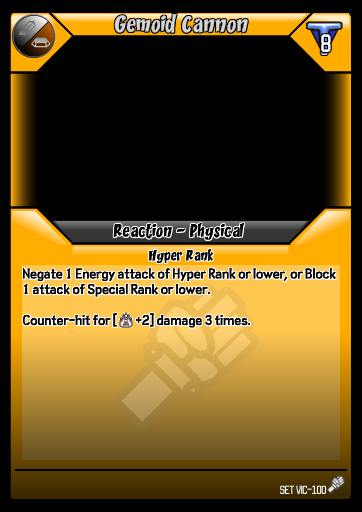 Gemoid Cannon
8
Reaction - Physical
Hyper Rank
Negate 1 Energy attack of Hyper Rank or lower, or Block
1 attack of Special Rank or lower.
Counter-hit for [ +2] damage 3 times.
SET VIC-100